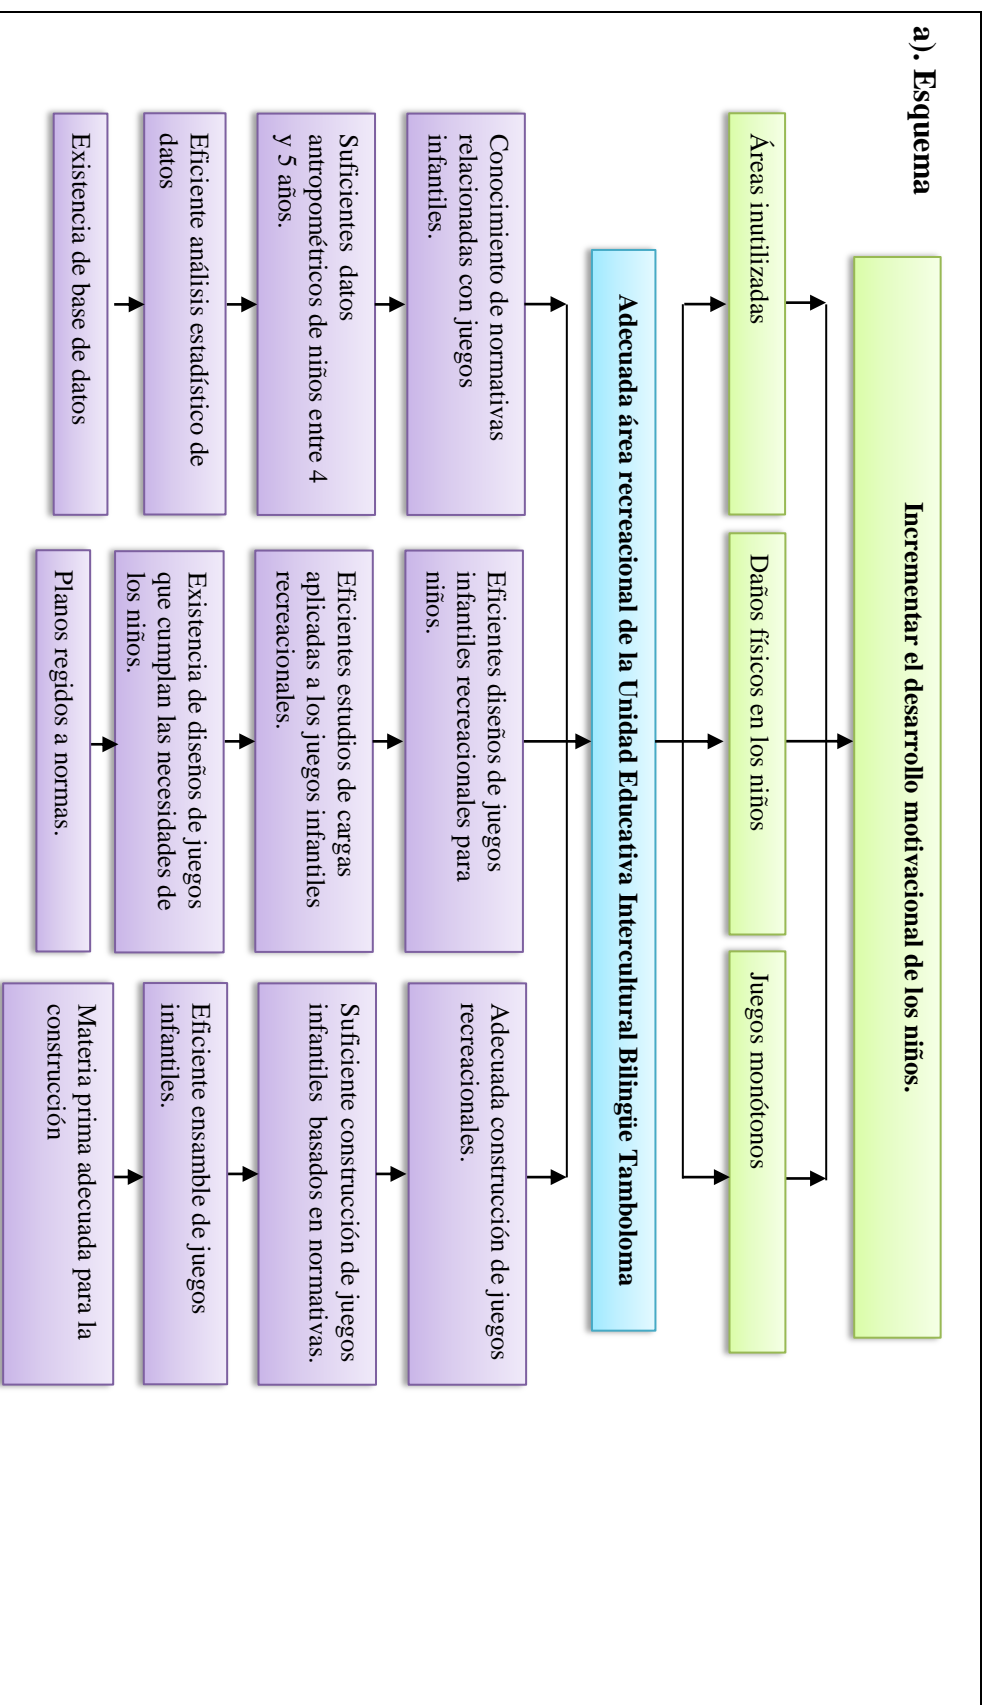 a). Esquema
Incrementar el desarrollo motivacional de los niños.
Áreas inutilizadas
Daños físicos en los niños
Juegos monótonos
Adecuada área recreacional de la Unidad Educativa Intercultural Bilingüe Tamboloma
Conocimiento de normativas
relacionadas con juegos
infantiles.
Eficientes diseños de juegos
infantiles recreacionales para
niños.
Adecuada construcción de juegos
recreacionales.
Suficientes datos
antropométricos de niños entre 4
y 5 años.
Eficientes estudios de cargas
aplicadas a los juegos infantiles
recreacionales.
Suficiente construcción de juegos
infantiles basados en normativas.
Eficiente análisis estadístico de
datos
Existencia de diseños de juegos
que cumplan las necesidades de
los niños.
Eficiente ensamble de juegos
infantiles.
Existencia de base de datos
Planos regidos a normas.
Materia prima adecuada para la
construcción